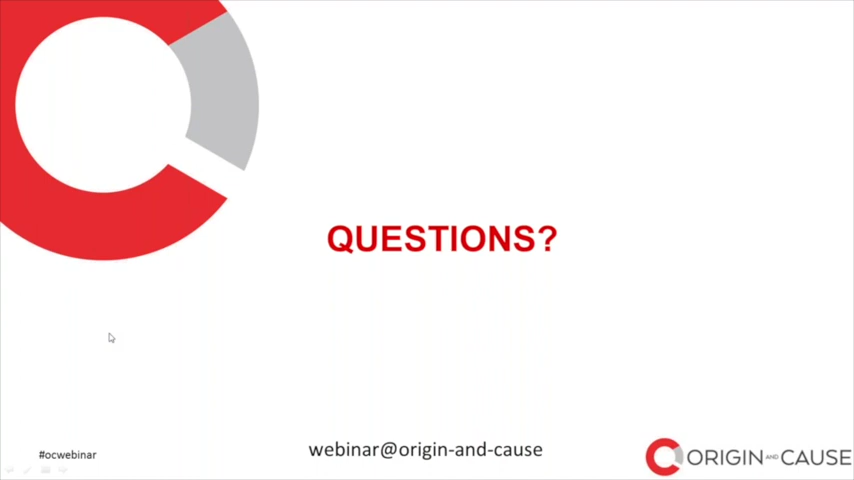 QUESTIONS?
#ocwebinar
webinar@origin-and-cause
ORIGIN AND CAUSE